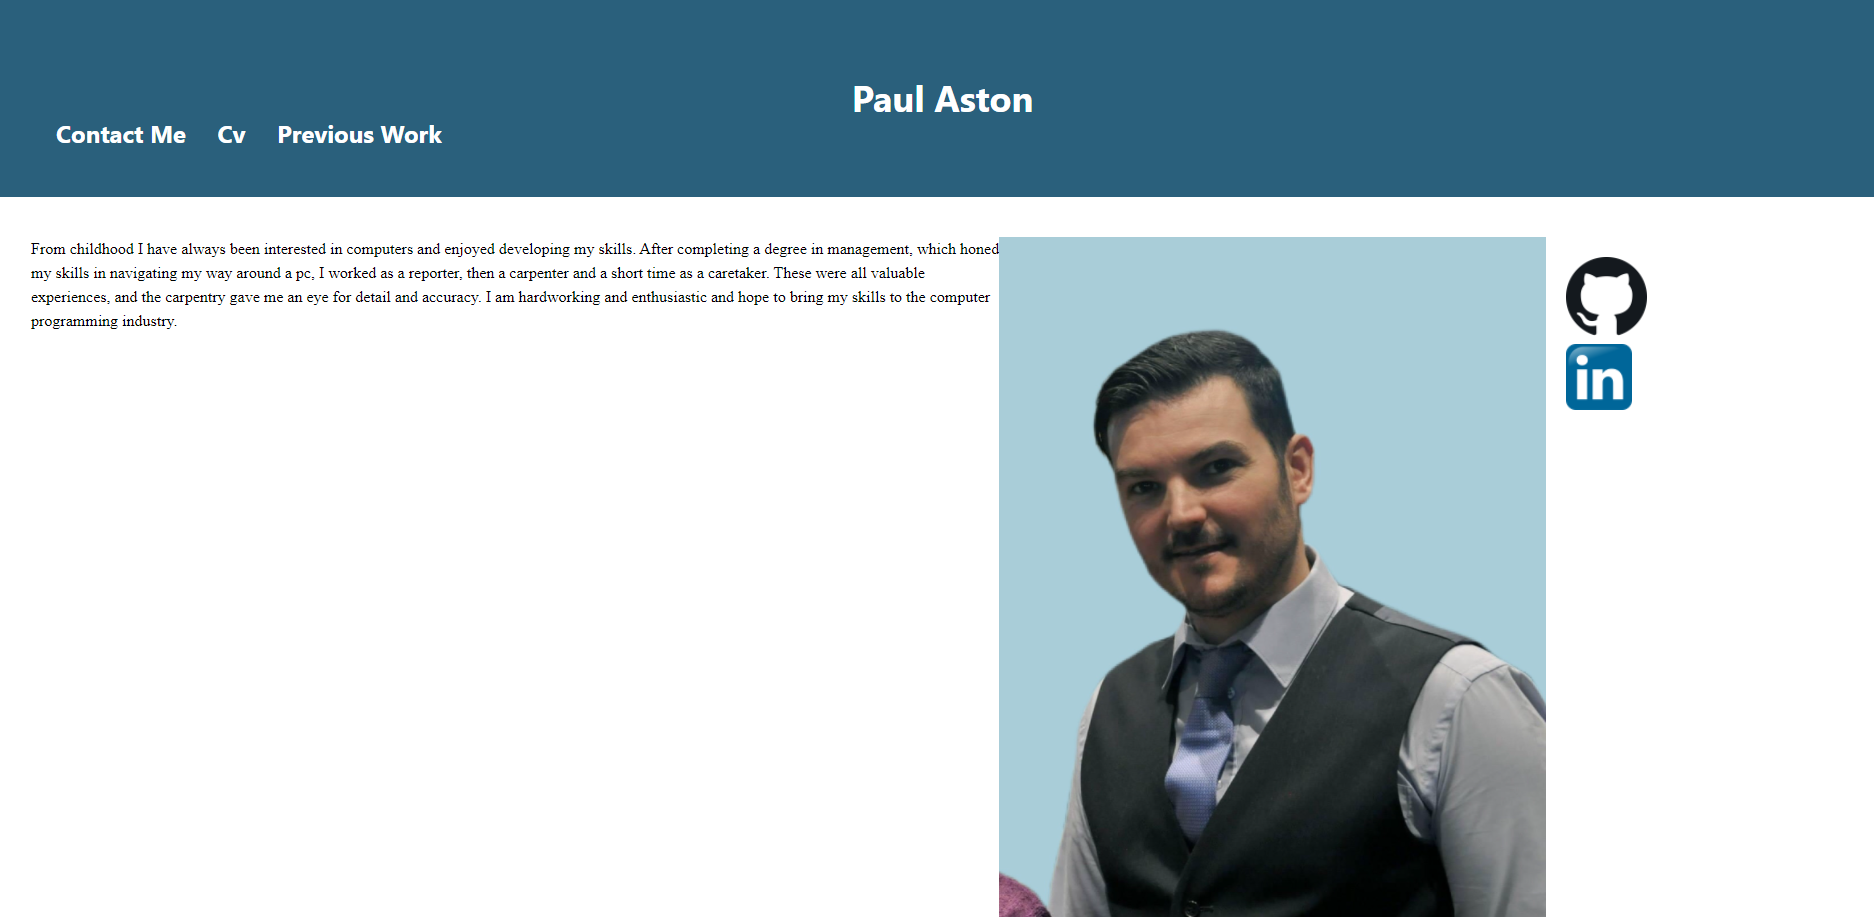 Paul Aston
Contact Me Cv Previous Work
From childhood I have always been interested in computers and enjoyed developing my skills. After completing a degree in management, which honed
my skills in navigating my way around a pc, I worked as a reporter, then a carpenter and a short time as a caretaker. These were all valuable
experiences, and the carpentry gave me an eye for detail and accuracy. I am hardworking and enthusiastic and hope to bring my skills to the computer
programming industry.
in